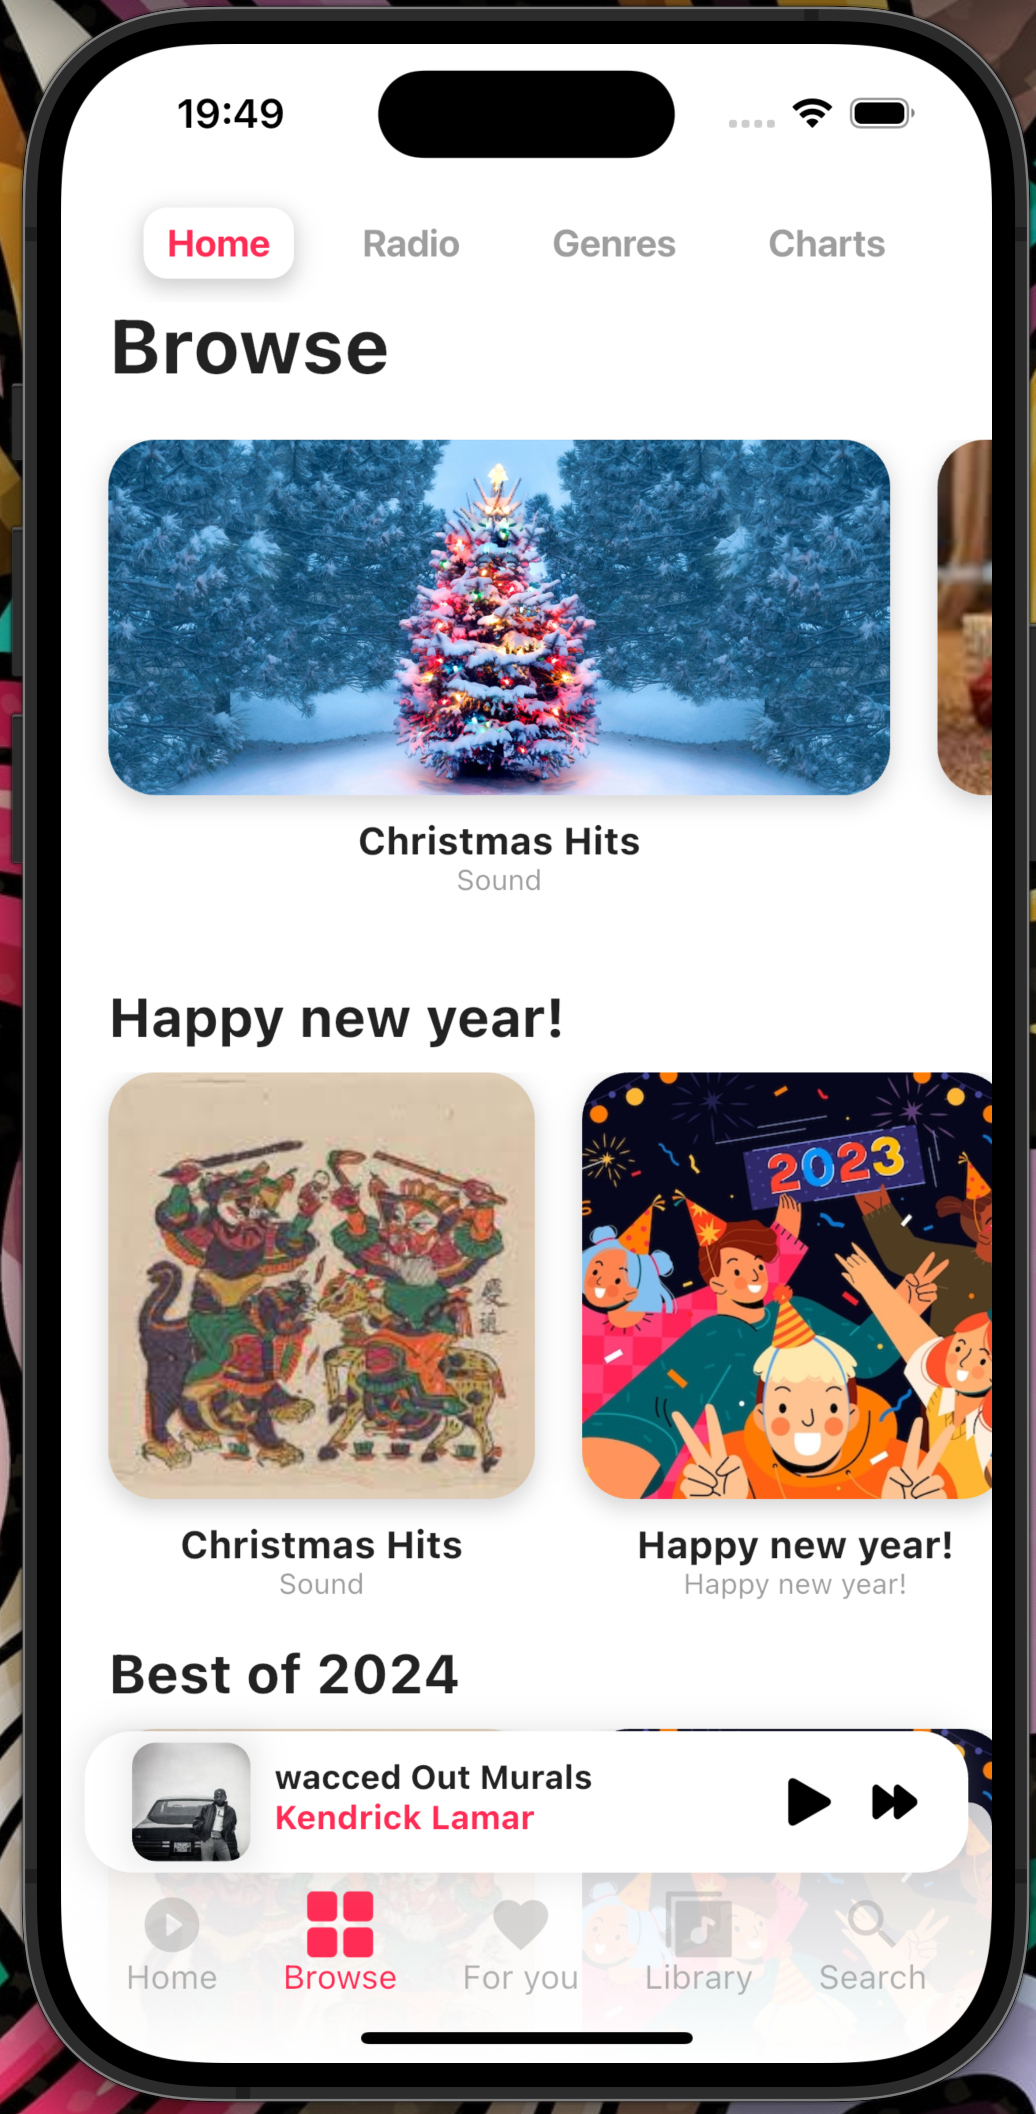 19:49
Home Radio Genres Charts
Browse
Christmas Hits
Sound
Happy new year!
2023
Christmas Hits
Sound
Happy new year!
Happy new year!
Best of 2024
wacced Out Murals
Kendrick Lamar
Home Browse For you Library Search